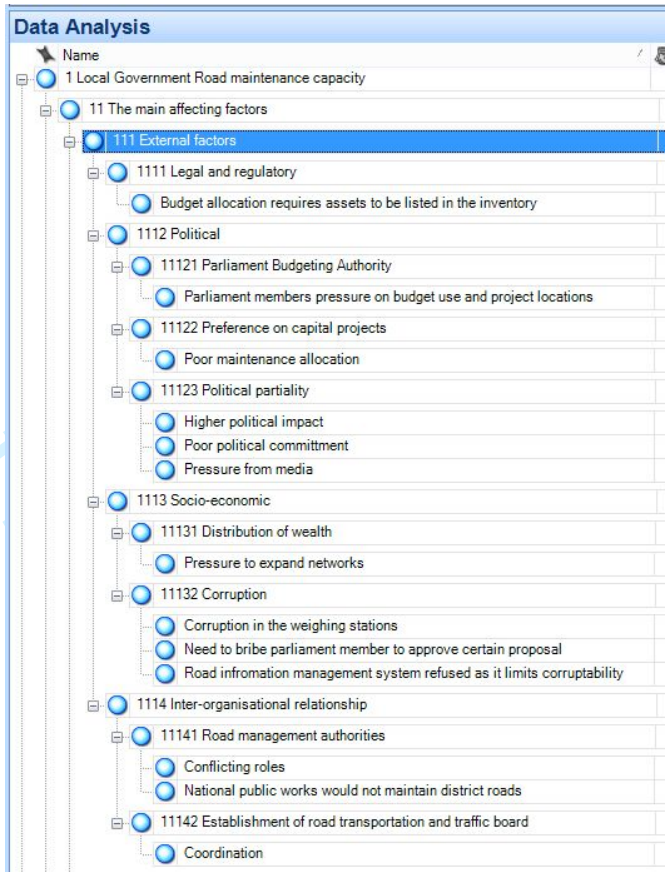 Data Analysis
Name
1 Local Government Road maintenance capacity
11 The main affecting factors
111 External factors
1111 Legal and regulatory
Budget allocation requires assets to be listed in the inventory
1112 Political
11121 Parliament Budgeting Authority
Parliament members pressure on budget use and project locations
11122 Preference on capital projects
Poor maintenance allocation
11123 Political partiality
Higher political impact
Poor political committment
Pressure from media
1113 Socio-economic
11131 Distribution of wealth
Pressure to expand networks
11132 Corruption
Corruption in the weighing stations
Need to bribe parliament member to approve certain proposal
Road infromation management system refused as it limits corruptability
1114 Inter-organisational relationship
11141 Road management authorities
Conflicting roles
National public works would not maintain district roads
11142 Establishment of road transportation and traffic board
Coordination